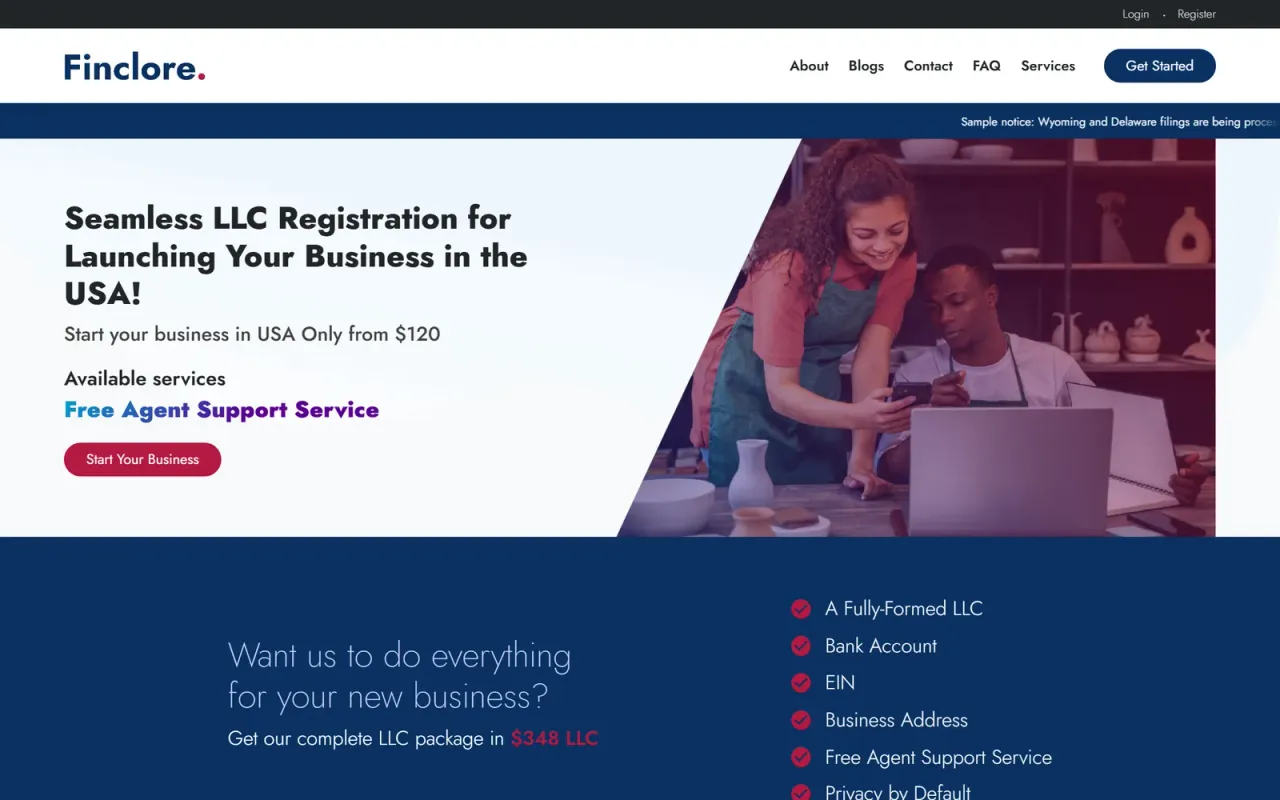 Login · Register
Finclore.
About Blogs Contact FAQ Services Get Started
Sample notice: Wyoming and Delaware filings are being
Seamless LLC Registration for
Launching Your Business in the
USA!
Start your business in USA Only from $120
Available services
Free Agent Support Service
Start Your Business
Want us to do everything
for your new business?
Get our complete LLC package in $348 LLC
A Fully-Formed LLC
Bank Account
EIN
Business Address
Free Agent Support Service
Privacy by Default